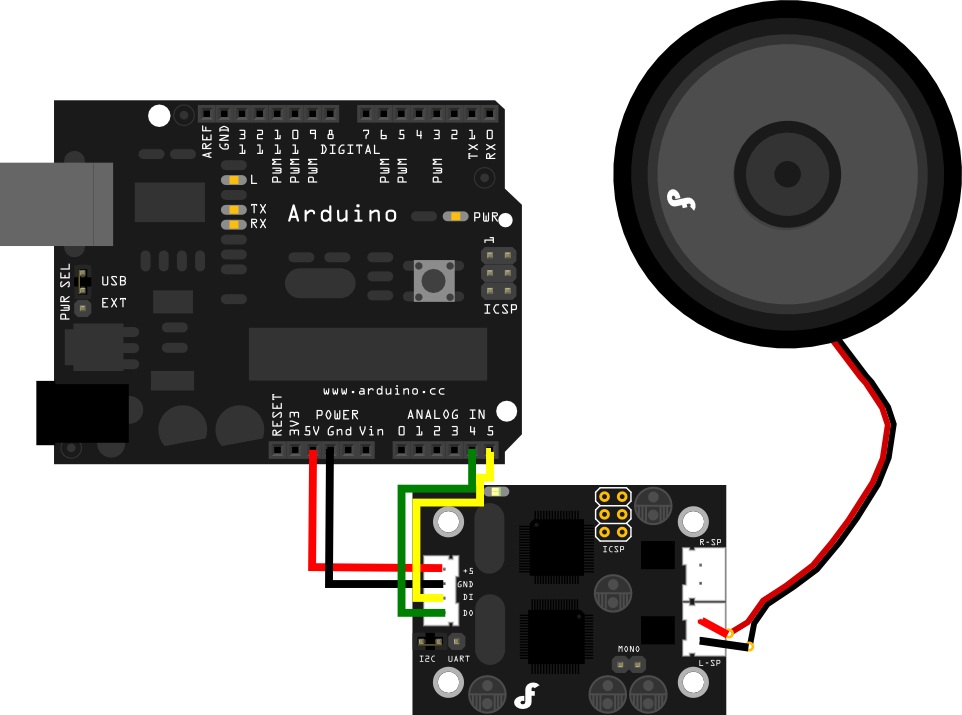 AREF
GND
13
12
PWM 11
PWM 10
PWM 9
8
7
PWM 6
PWM 5
4
PWM 3
2
TX 1
RX 0
DIGITAL
L
TX
RX
Arduino
PWR
1
ICSP
PWR SEL
USB
EXT
www.arduino.cc
POWER
ANALOG IN
RESET
3V3
5V Gnd Vin
0 1 2 3 4 5
ICSP
R-SP
+5
GND
DI
DO
I2C UART
MONO
L-SP